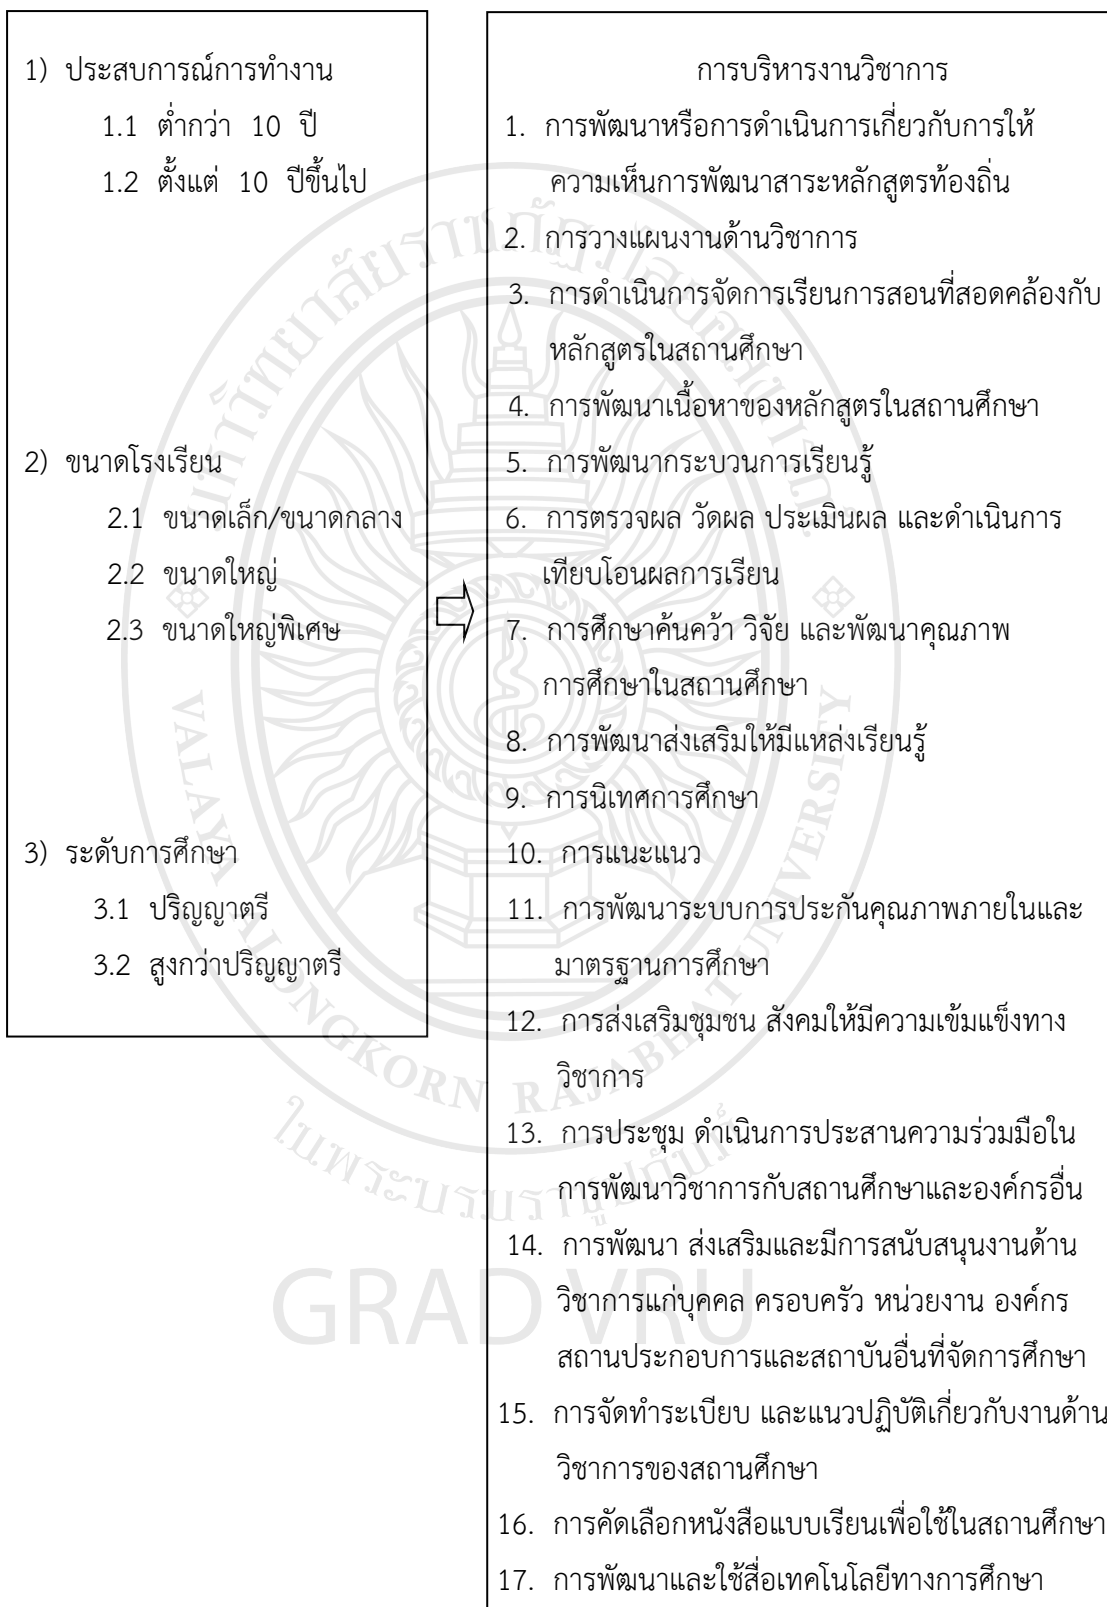 1) ประสบการณ์การทำงาน
1.1 ต่ำกว่า 10 ปี
1.2 ตั้งแต่ 10 ปีขึ้นไป
2) ขนาดโรงเรียน
2.1 ขนาดเล็ก/ขนาดกลาง
2.2 ขนาดใหญ่
2.3 ขนาดใหญ่พิเศษ
3) ระดับการศึกษา
3.1 ปริญญาตรี
3.2 สูงกว่าปริญญาตรี
การบริหารงานวิชาการ
1. การพัฒนาหรือการดำเนินการเกี่ยวกับการให้
ความเห็นการพัฒนาสาระหลักสูตรท้องถิ่น
2. การวางแผนงานด้านวิชาการ
3. การดำเนินการจัดการเรียนการสอนที่สอดคล้องกับ
หลักสูตรในสถานศึกษา
4. การพัฒนาเนื้อหาของหลักสูตรในสถานศึกษา
5. การพัฒนากระบวนการเรียนรู้
6. การตรวจผล วัดผล ประเมินผล และดำเนินการ
เทียบโอนผลการเรียน
7. การศึกษาค้นคว้า วิจัย และพัฒนาคุณภาพ
การศึกษาในสถานศึกษา
8. การพัฒนาส่งเสริมให้มีแหล่งเรียนรู้
9. การนิเทศการศึกษา
10. การแนะแนว
11. การพัฒนาระบบการประกันคุณภาพภายในและ
มาตรฐานการศึกษา
12. การส่งเสริมชุมชน สังคมให้มีความเข้มแข็งทาง
วิชาการ
13. การประชุม ดำเนินการประสานความร่วมมือใน
การพัฒนาวิชาการกับสถานศึกษาและองค์กรอื่น
14. การพัฒนา ส่งเสริมและมีการสนับสนุนงานด้าน
วิชาการแก่บุคคล ครอบครัว หน่วยงาน องค์กร
สถานประกอบการและสถาบันอื่นที่จัดการศึกษา
15. การจัดทำระเบียบ และแนวปฏิบัติเกี่ยวกับงานด้าน
วิชาการของสถานศึกษา
16. การคัดเลือกหนังสือแบบเรียนเพื่อใช้ในสถานศึกษา
17. การพัฒนาและใช้สื่อเทคโนโลยีทางการศึกษา
มหาวิทยาลัยราชภัฏวไลยอลงกรณ์
VALAYA ALONGKORN RAJABHAT UNIVERSITY
ในพระบรมราชูปถัมภ์
GRAD VRU